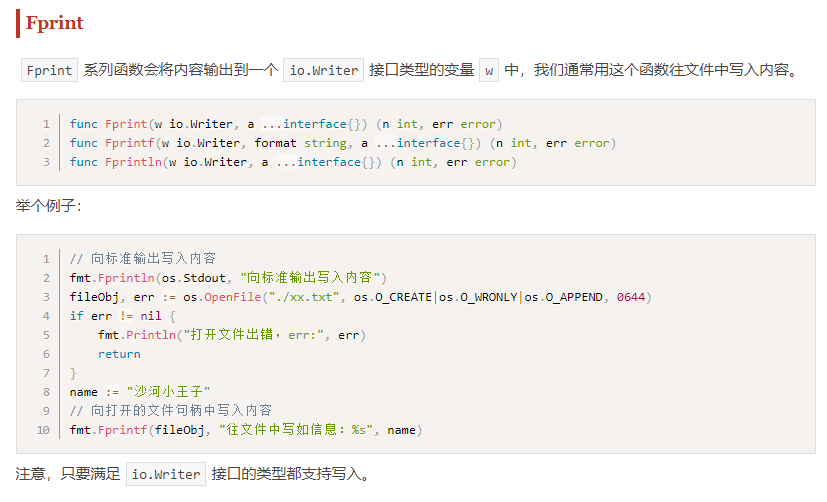 Fprint
Fprint 系列函数会将内容输出到一个 io.Writer 接口类型的变量 w 中，我们通常用这个函数往文件中写入内容。
1 func Fprint(w io.Writer, a ...interface{}) (n int, err error)
2 func Fprintf(w io.Writer, format string, a ...interface{}) (n int, err error)
3 func Fprintln(w io.Writer, a ...interface{}) (n int, err error)
举个例子：
1 // 向标准输出写入内容
2 fmt.Fprintln(os.Stdout, "向标准输出写入内容")
3 fileObj, err := os.OpenFile("./xx.txt", os.O_CREATE|os.O_WRONLY|os.O_APPEND, 0644)
4 if err != nil {
5     fmt.Println("打开文件出错，err:", err)
6     return
7 }
8 name := "沙河小王子"
9 // 向打开的文件句柄中写入内容
10 fmt.Fprintf(fileObj, "往文件中写如信息：%s", name)
注意，只要满足 io.Writer 接口的类型都支持写入。